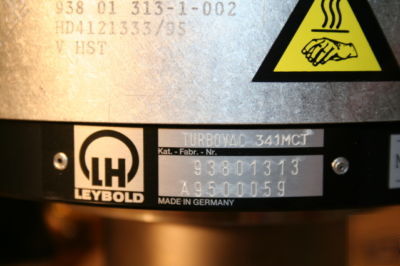 938 01 313-1-002
HD4121333/95
V HST
LH
LEYBOLD
TURBOVAC 341MCT
Kat. - Fabr. - Nr.
93801313
A9500059
MADE IN GERMANY